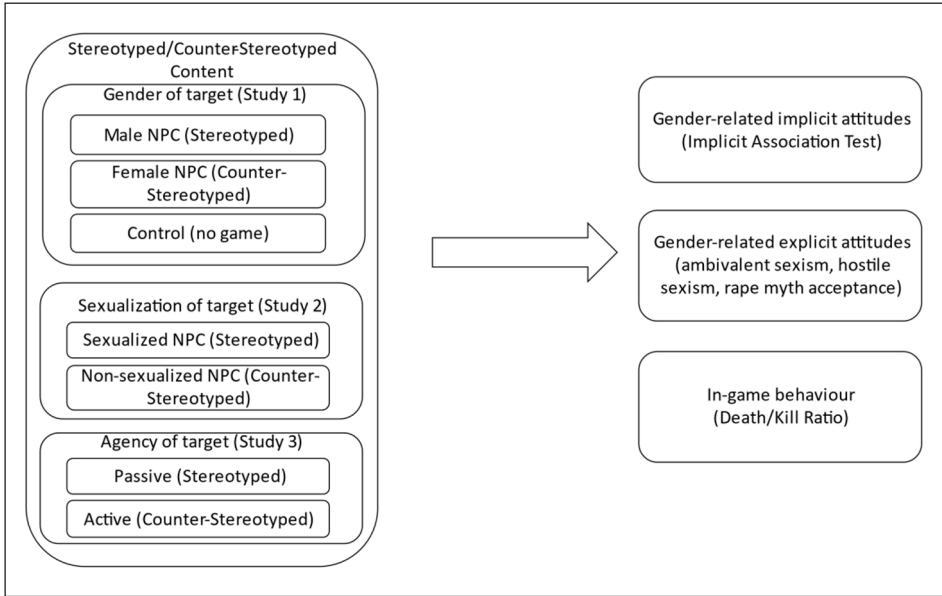 Stereotyped/Counter-Stereotyped
Content
Gender of target (Study 1)
Male NPC (Stereotyped)
Female NPC (Counter-
Stereotyped)
Control (no game)
Sexualization of target (Study 2)
Sexualized NPC (Stereotyped)
Non-sexualized NPC (Counter-
Stereotyped)
Agency of target (Study 3)
Passive (Stereotyped)
Active (Counter-Stereotyped)
Gender-related implicit attitudes
(Implicit Association Test)
Gender-related explicit attitudes
(ambivalent sexism, hostile
sexism, rape myth acceptance)
In-game behaviour
(Death/Kill Ratio)